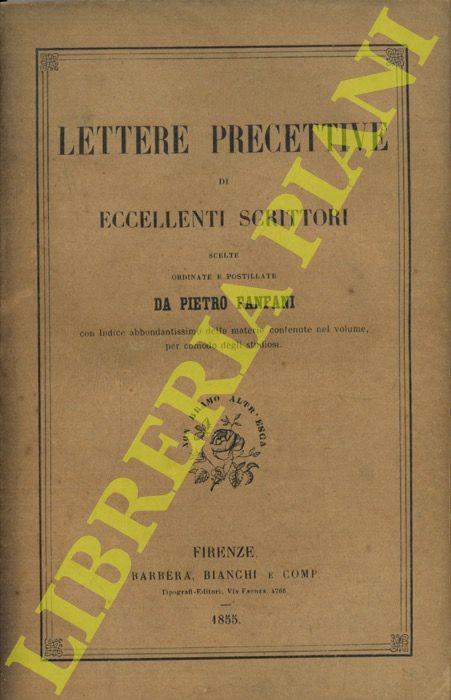 LETTERE PRECETTIVE
DI
ECCELLENTI SCRITTORI
SCELTE
ORDINATE E POSTILLATE
DA PIETRO FANFANI
con Indice abbondantissimo delle materie contenute nel volume,
per comodo degli studiosi.
NON BRAMO ALTR'ESCA
FIRENZE,
BARBÈRA, BIANCHI E COMP.
Tipografi-Editori, Via Faenza, 4765.
1855.
LIBRERIA PIANI